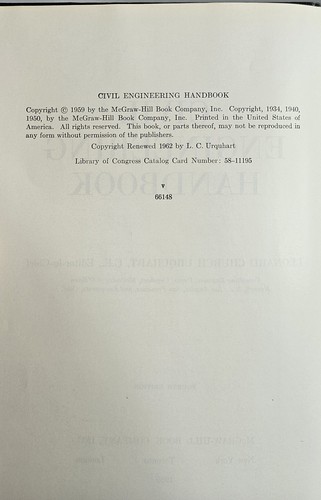 CIVIL ENGINEERING HANDBOOK
Copyright © 1959 by the McGraw-Hill Book Company, Inc. Copyright, 1934, 1940,
1950, by the McGraw-Hill Book Company, Inc. Printed in the United States of
America. All rights reserved. This book, or parts thereof, may not be reproduced in
any form without permission of the publishers.
Copyright Renewed 1962 by L. C. Urquhart
Library of Congress Catalog Card Number: 58-11195
v
66148